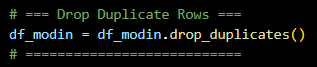 # === Drop Duplicate Rows ===
df_modin = df_modin.drop_duplicates()
# ===========================